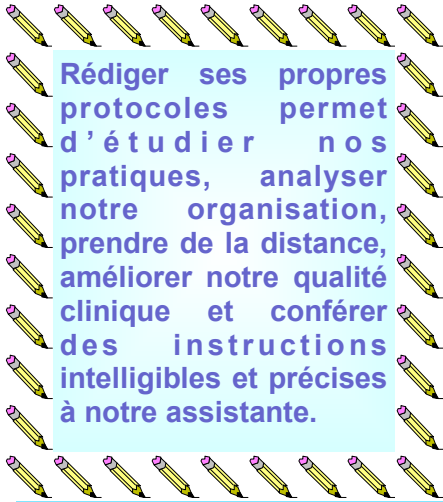 Rédiger ses propres
protocoles permet
d’étudier nos
pratiques, analyser
notre organisation,
prendre de la distance,
améliorer notre qualité
clinique et conférer
des instructions
intelligibles et précises
à notre assistante.